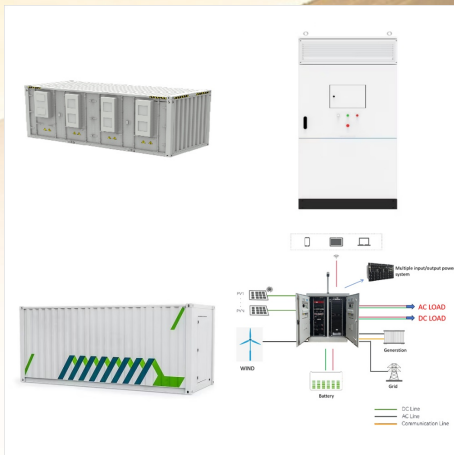 Multiple input/output power
system
PV1
AC LOAD
DC LOAD
WIND
Generation
Battery
Grid
DC Line
AC Line
Communication Line